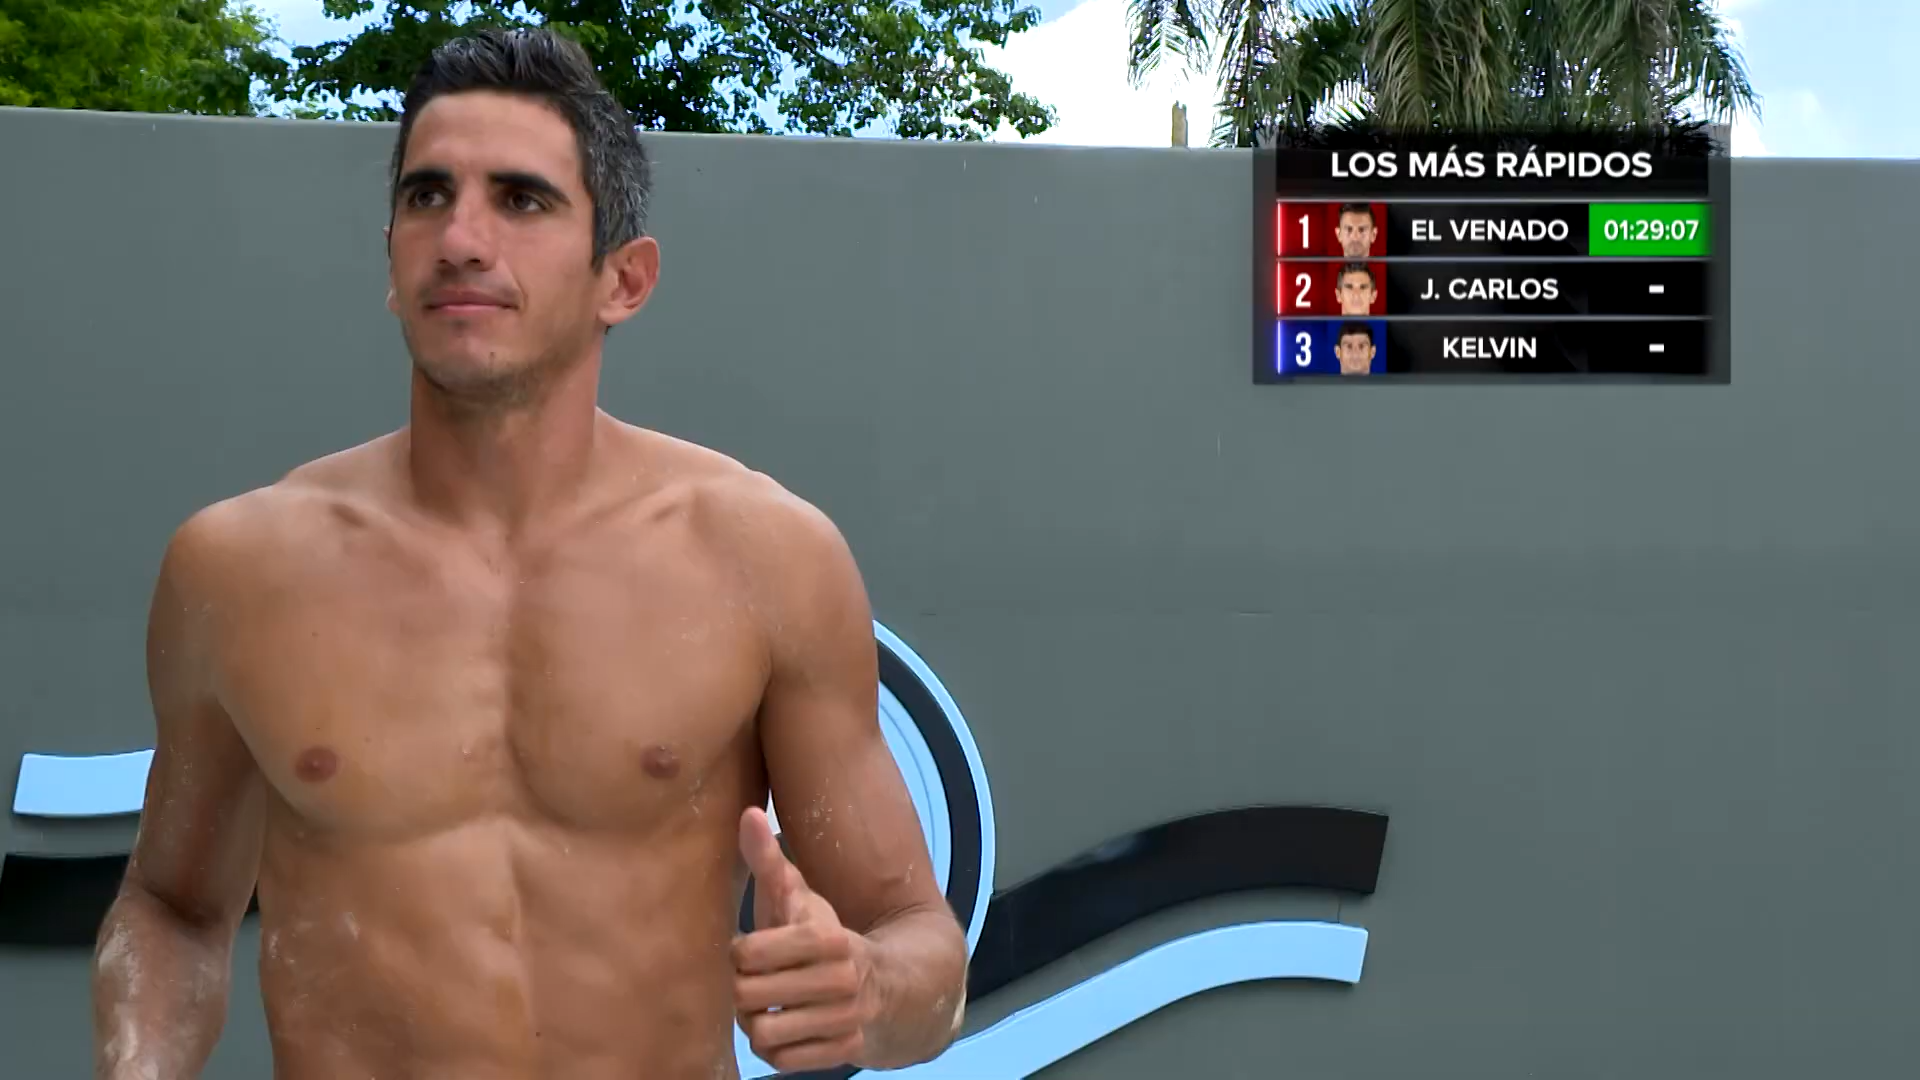 LOS MÁS RÁPIDOS
1 EL VENADO 01:29:07
2 J. CARLOS -
3 KELVIN -